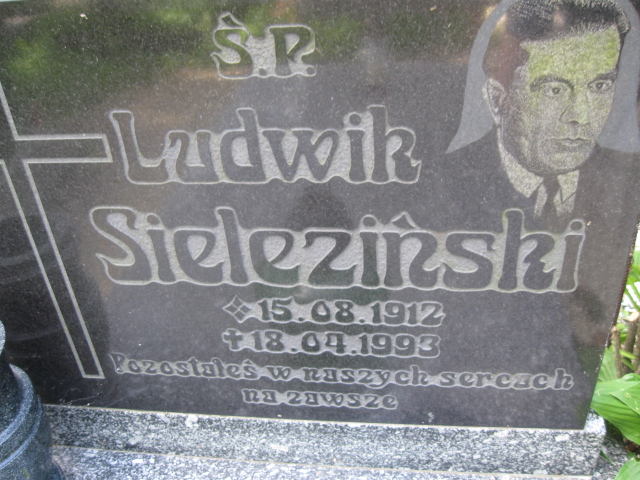 Ś.P.
Ludwik
Sieleziński
15.08.1912
✝18.04.1993
Pozostałeś w naszych sercach
na zawsze